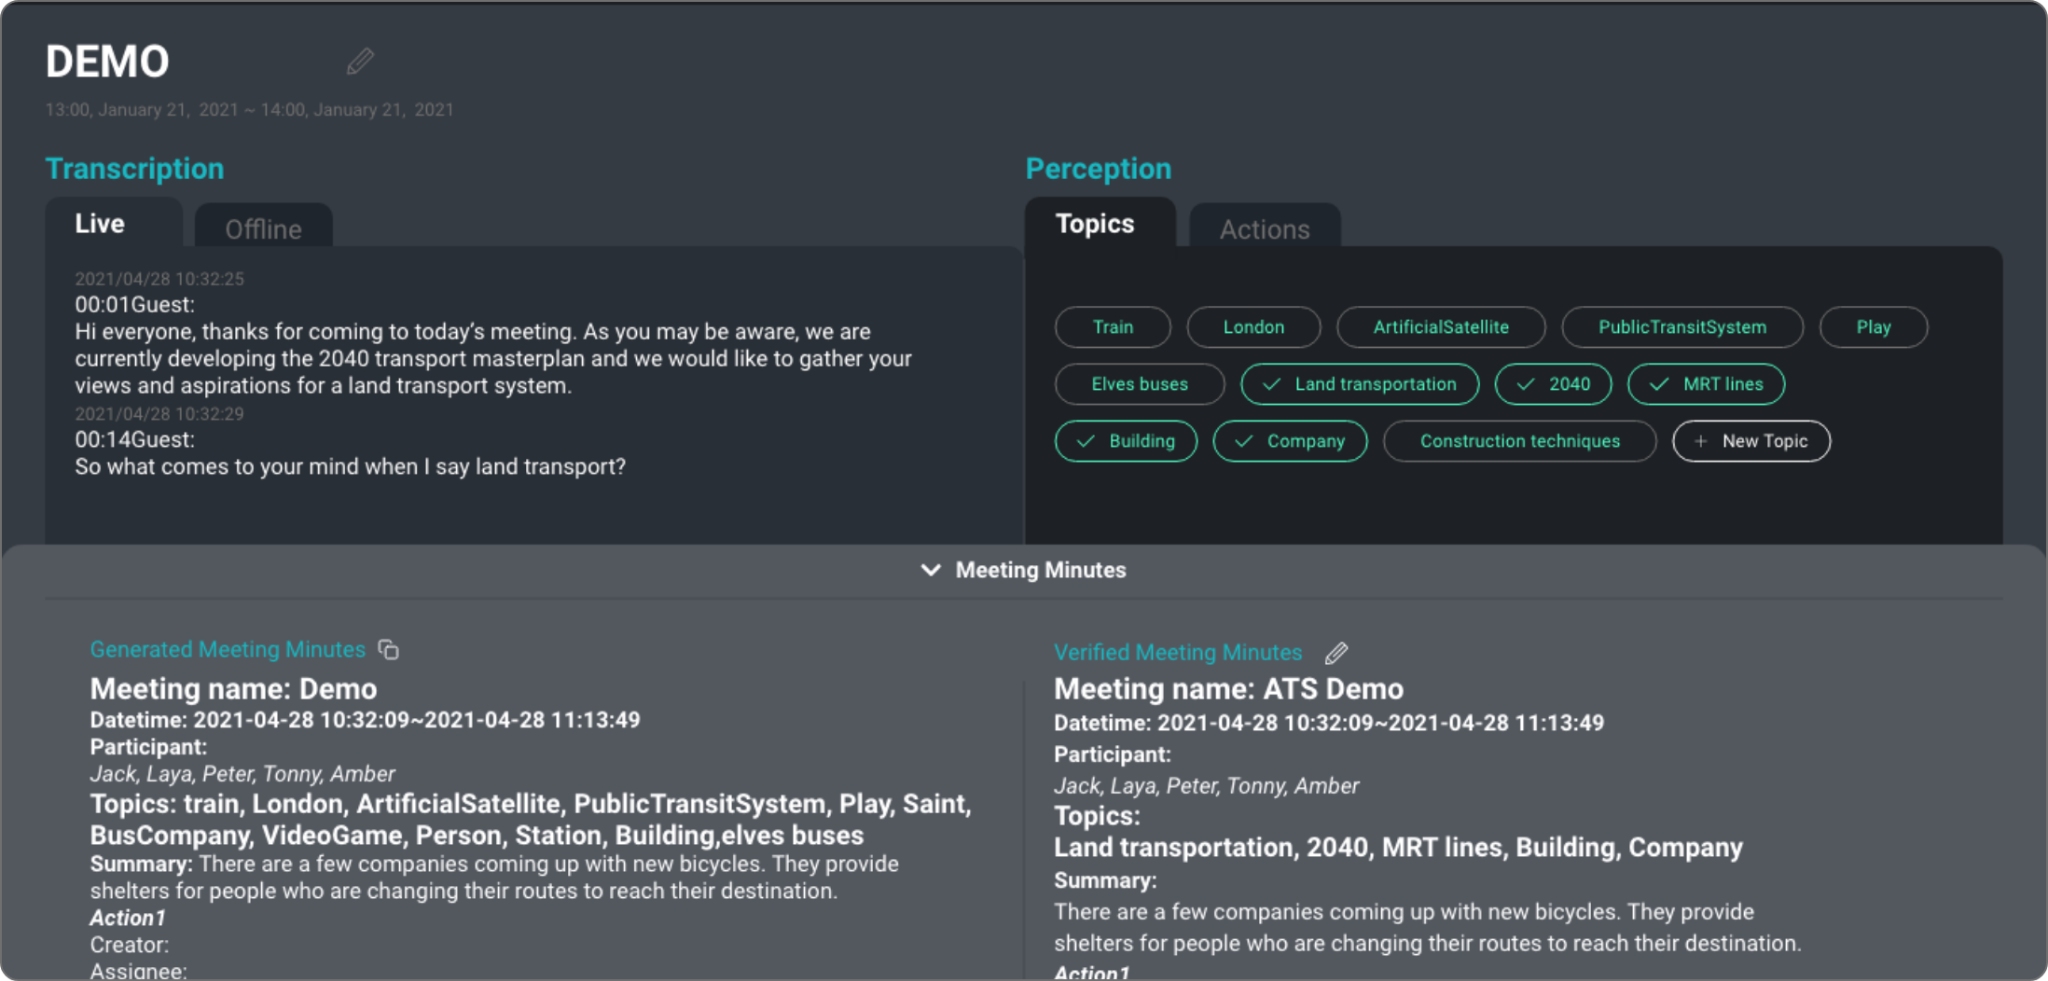 DEMO
13:00, January 21, 2021 ~ 14:00, January 21, 2021
Transcription
Live
Offline
2021/04/28 10:32:25
00:01Guest:
Hi everyone, thanks for coming to today’s meeting. As you may be aware, we are
currently developing the 2040 transport masterplan and we would like to gather your
views and aspirations for a land transport system.
2021/04/28 10:32:29
00:14Guest:
So what comes to your mind when I say land transport?
Perception
Topics
Actions
Train
London
ArtificialSatellite
PublicTransitSystem
Play
Elves buses
Land transportation
2040
MRT lines
Building
Company
Construction techniques
+ New Topic
Meeting Minutes
Generated Meeting Minutes
Meeting name: Demo
Datetime: 2021-04-28 10:32:09~2021-04-28 11:13:49
Participant:
Jack, Laya, Peter, Tonny, Amber
Topics: train, London, ArtificialSatellite, PublicTransitSystem, Play, Saint,
BusCompany, VideoGame, Person, Station, Building,elves buses
Summary: There are a few companies coming up with new bicycles. They provide
shelters for people who are changing their routes to reach their destination.
Action1
Creator:
Assignee:
Verified Meeting Minutes
Meeting name: ATS Demo
Datetime: 2021-04-28 10:32:09~2021-04-28 11:13:49
Participant:
Jack, Laya, Peter, Tonny, Amber
Topics:
Land transportation, 2040, MRT lines, Building, Company
Summary:
There are a few companies coming up with new bicycles. They provide
shelters for people who are changing their routes to reach their destination.
Action1